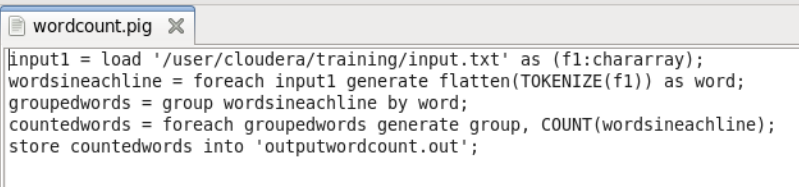 wordcount.pig
input1 = load '/user/cloudera/training/input.txt' as (f1:chararray);
wordsineachline = foreach input1 generate flatten(TOKENIZE(f1)) as word;
groupedwords = group wordsineachline by word;
countedwords = foreach groupedwords generate group, COUNT(wordsineachline);
store countedwords into 'outputwordcount.out';